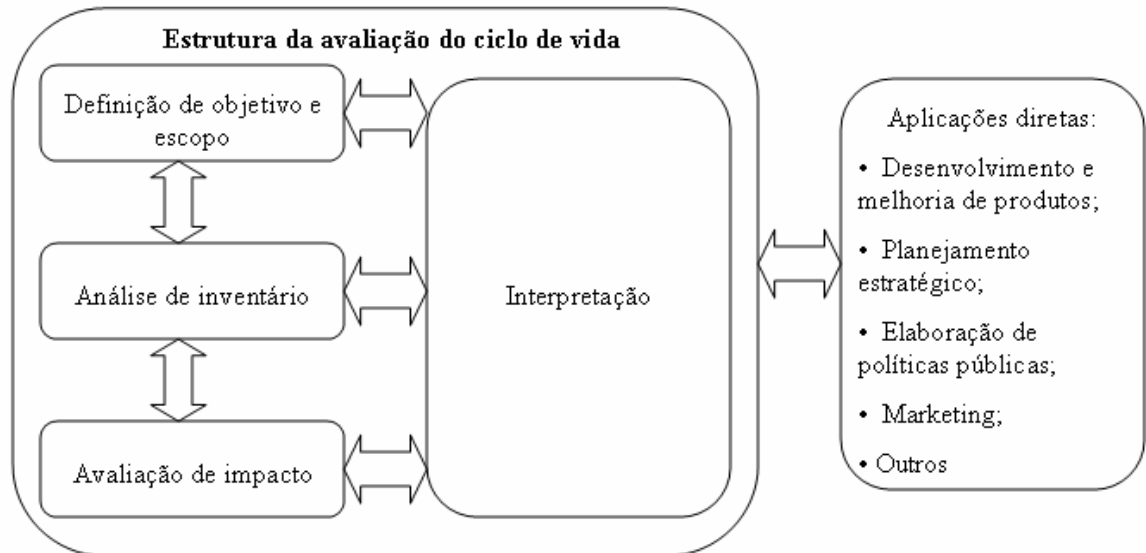 Estrutura da avaliação do ciclo de vida
Definição de objetivo e
escopo
Análise de inventário
Avaliação de impacto
Interpretação
Aplicações diretas:
• Desenvolvimento e
melhoria de produtos;
• Planejamento
estratégico;
• Elaboração de
políticas públicas;
• Marketing;
• Outros